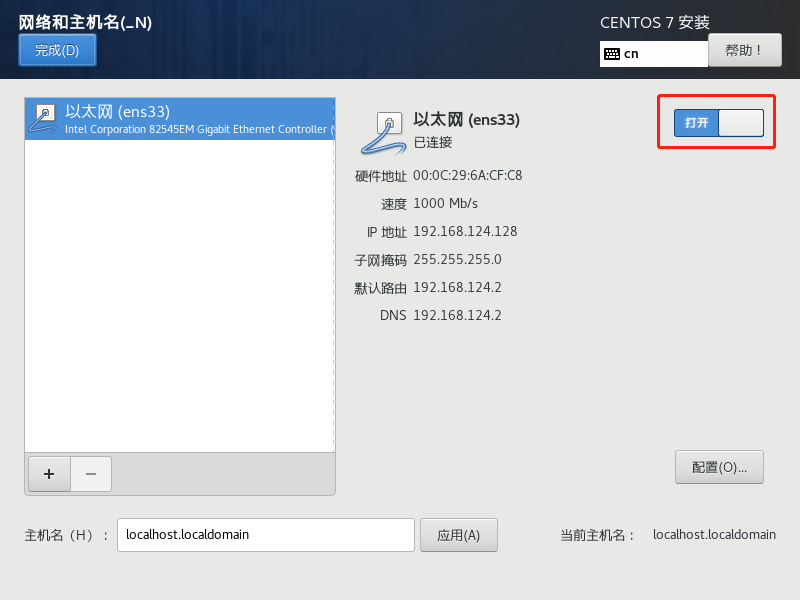 网络和主机名(_N)
CENTOS 7 安装
完成(D)
cn
帮助！
以太网 (ens33)
Intel Corporation 82545EM Gigabit Ethernet Controller (
以太网 (ens33)
已连接
打开
硬件地址 00:0C:29:6A:CF:C8
速度 1000 Mb/s
IP 地址 192.168.124.128
子网掩码 255.255.255.0
默认路由 192.168.124.2
DNS 192.168.124.2
+
−
配置(O)...
主机名（H）：
localhost.localdomain
应用(A)
当前主机名：
localhost.localdomain